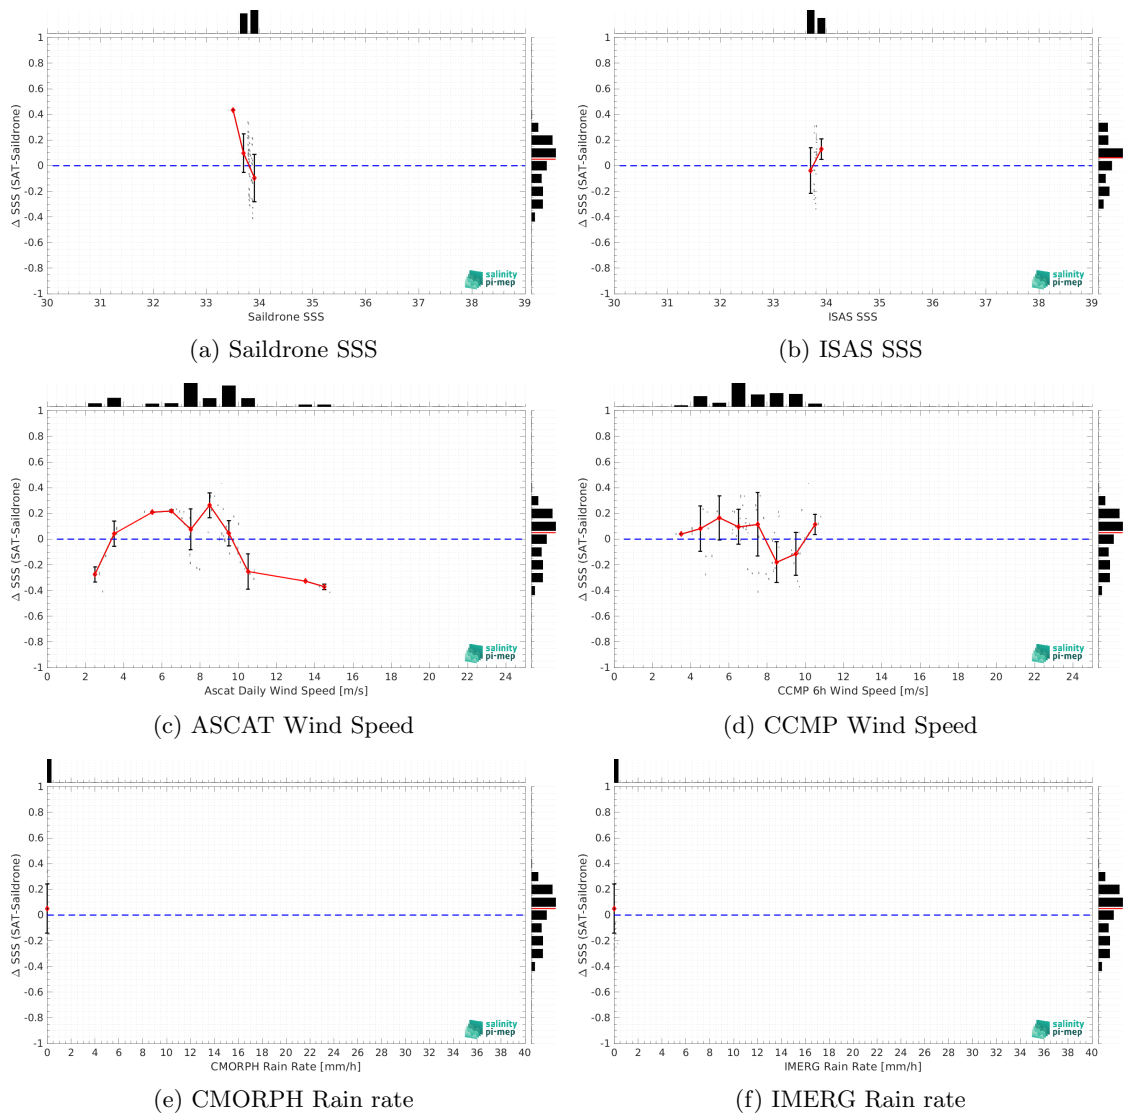 1
0.8
0.6
0.4
0.2
0
-0.2
-0.4
-0.6
-0.8
-1
Δ SSS (SAT-Saildrone)
salinity
pi-mep
30 31 32 33 34 35 36 37 38 39
Saildrone SSS
(a) Saildrone SSS
1
0.8
0.6
0.4
0.2
0
-0.2
-0.4
-0.6
-0.8
-1
Δ SSS (SAT-Saildrone)
salinity
pi-mep
30 31 32 33 34 35 36 37 38 39
ISAS SSS
(b) ISAS SSS
1
0.8
0.6
0.4
0.2
0
-0.2
-0.4
-0.6
-0.8
-1
Δ SSS (SAT-Saildrone)
salinity
pi-mep
0 2 4 6 8 10 12 14 16 18 20 22 24
Ascat Daily Wind Speed [m/s]
(c) ASCAT Wind Speed
1
0.8
0.6
0.4
0.2
0
-0.2
-0.4
-0.6
-0.8
-1
Δ SSS (SAT-Saildrone)
salinity
pi-mep
0 2 4 6 8 10 12 14 16 18 20 22 24
CCMP 6h Wind Speed [m/s]
(d) CCMP Wind Speed
1
0.8
0.6
0.4
0.2
0
-0.2
-0.4
-0.6
-0.8
-1
Δ SSS (SAT-Saildrone)
salinity
pi-mep
0 2 4 6 8 10 12 14 16 18 20 22 24 26 28 30 32 34 36 38 40
CMORPH Rain Rate [mm/h]
(e) CMORPH Rain rate
1
0.8
0.6
0.4
0.2
0
-0.2
-0.4
-0.6
-0.8
-1
Δ SSS (SAT-Saildrone)
salinity
pi-mep
0 2 4 6 8 10 12 14 16 18 20 22 24 26 28 30 32 34 36 38 40
IMERG Rain Rate [mm/h]
(f) IMERG Rain rate